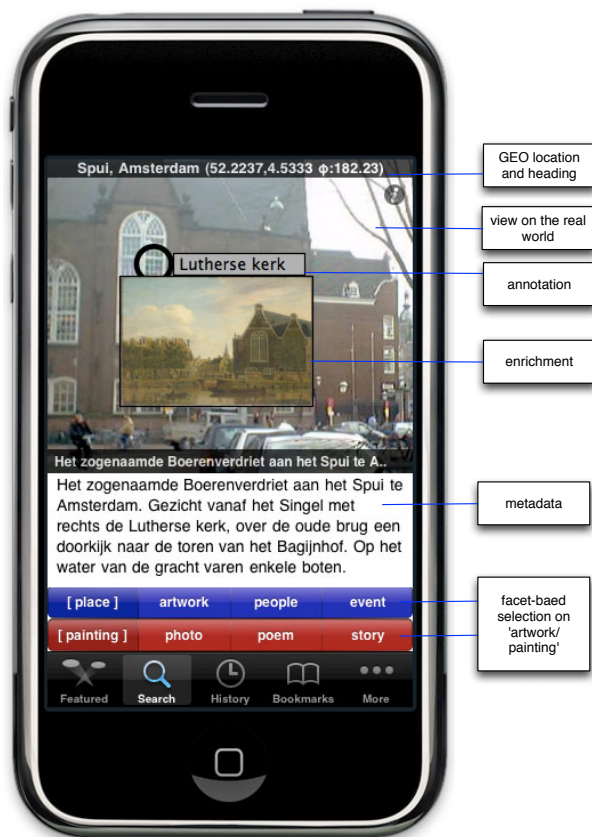 Spui, Amsterdam (52.2237,4.5333 φ:182.23)
Lutherse kerk
Het zogenaamde Boerenverdriet aan het Spui te A..
Het zogenaamde Boerenverdriet aan het Spui te
Amsterdam. Gezicht vanaf het Singel met
rechts de Lutherse kerk, over de oude brug een
doorkijk naar de toren van het Bagijnhof. Op het
water van de gracht varen enkele boten.
[ place ] artwork people event
[ painting ] photo poem story
Featured Search History Bookmarks More
GEO location
and heading
view on the real
world
annotation
enrichment
metadata
facet-baed
selection on
'artwork/
painting'